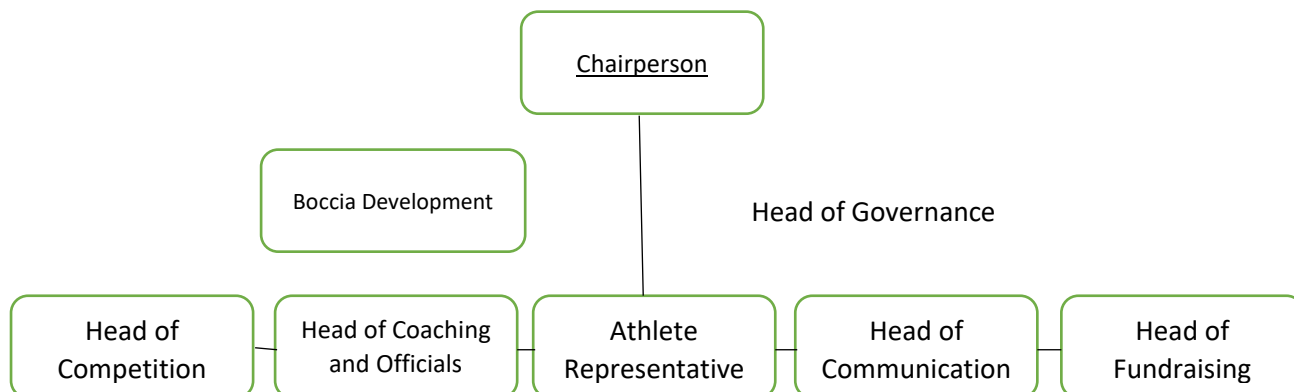 Chairperson
Boccia Development
Head of Governance
Head of
Competition
Head of Coaching
and Officials
Athlete
Representative
Head of
Communication
Head of
Fundraising